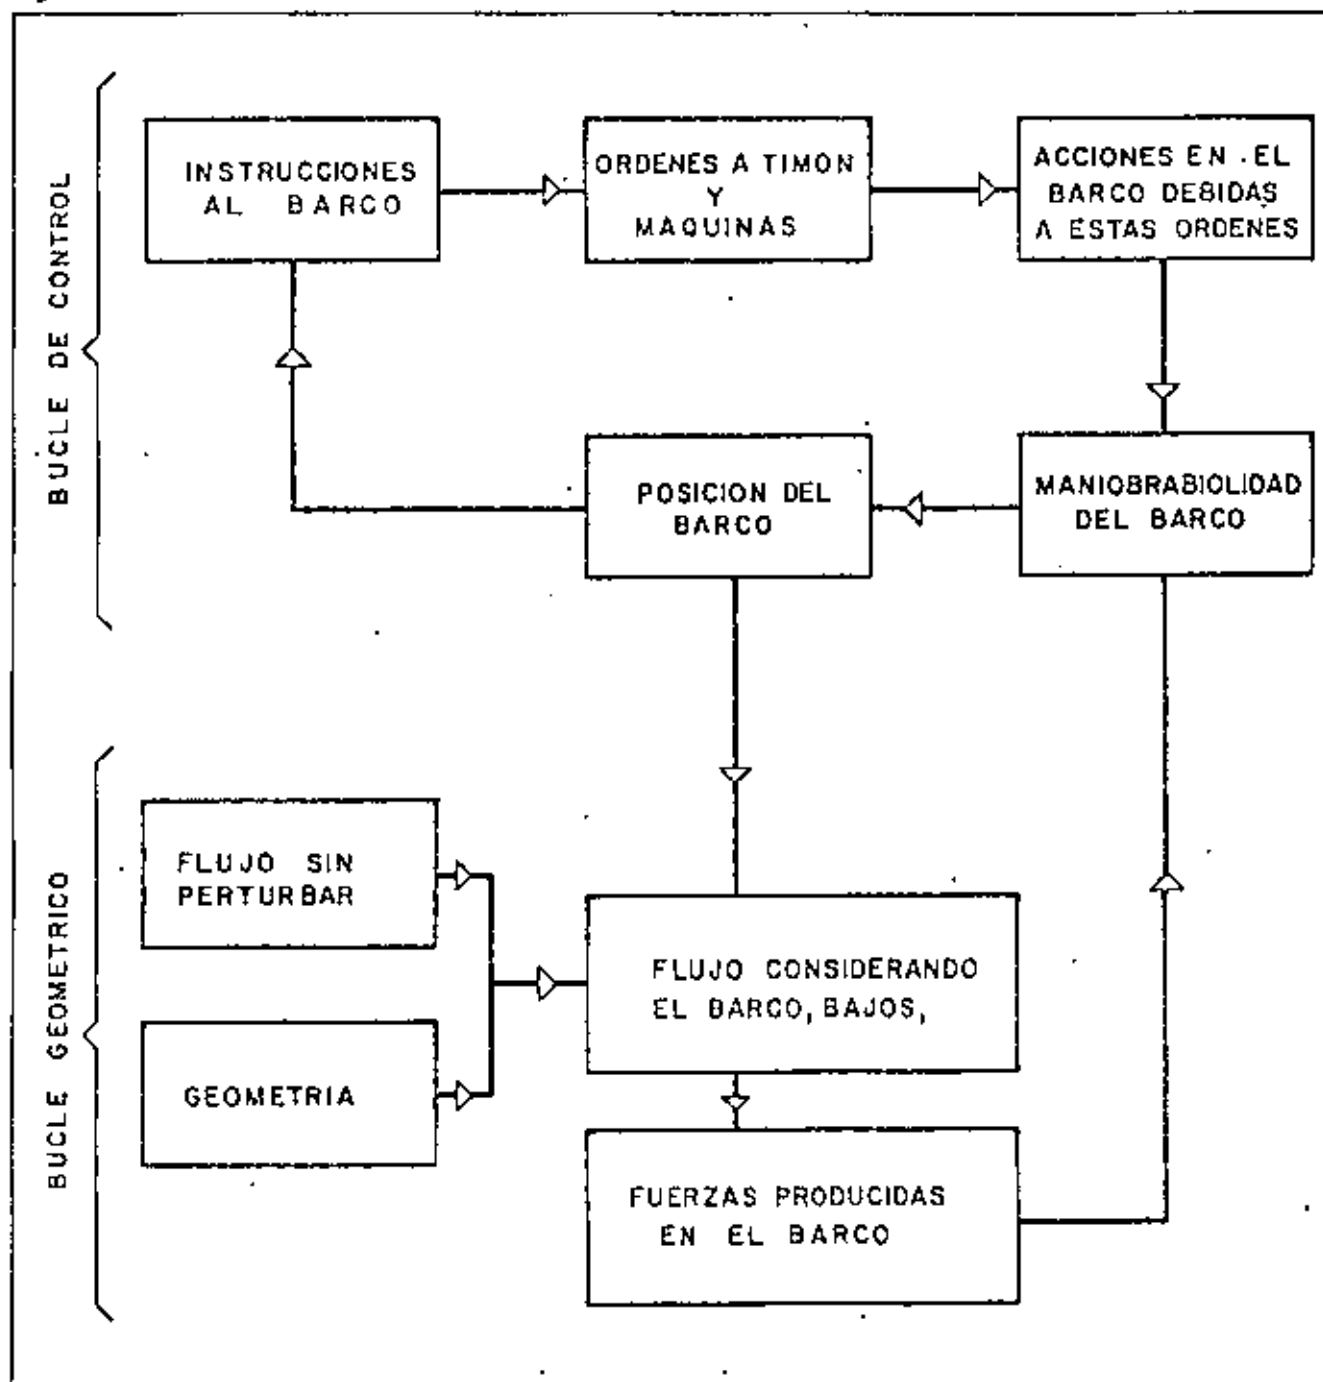 BUCLE DE CONTROL
INSTRUCCIONES
AL BARCO
ORDENES A TIMON
Y
MAQUINAS
ACCIONES EN . EL
BARCO DEBIDAS
A ESTAS ORDENES
POSICION DEL
BARCO
MANIOBRABIOLIDAD
DEL BARCO
BUCLE GEOMETRICO
FLUJO SIN
PERTURBAR
GEOMETRIA
FLUJO CONSIDERANDO
EL BARCO, BAJOS,
FUERZAS PRODUCIDAS
EN EL BARCO